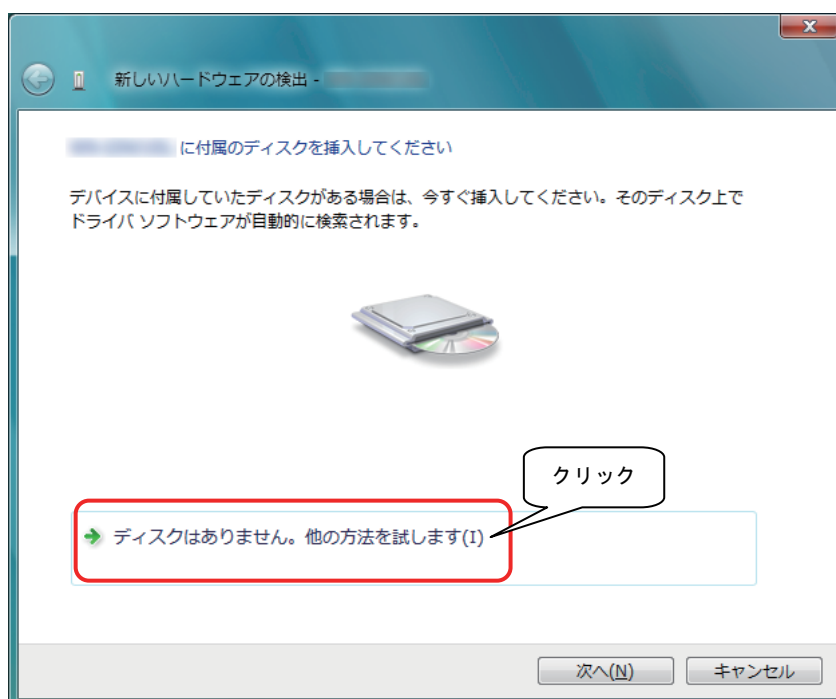 新しいハードウェアの検出 -
に付属のディスクを挿入してください
デバイスに付属していたディスクがある場合は、今すぐ挿入してください。そのディスク上で
ドライバ ソフトウェアが自動的に検索されます。
クリック
ディスクはありません。他の方法を試します(I)
次へ(N)
キャンセル